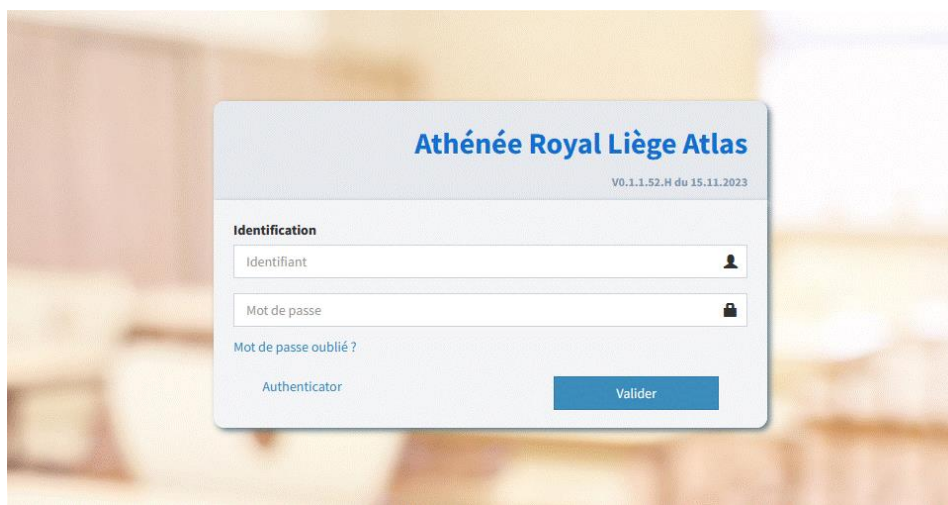 Athénée Royal Liège Atlas
V0.1.1.52.H du 15.11.2023
Identification
Identifiant
Mot de passe
Mot de passe oublié ?
Authenticator
Valider